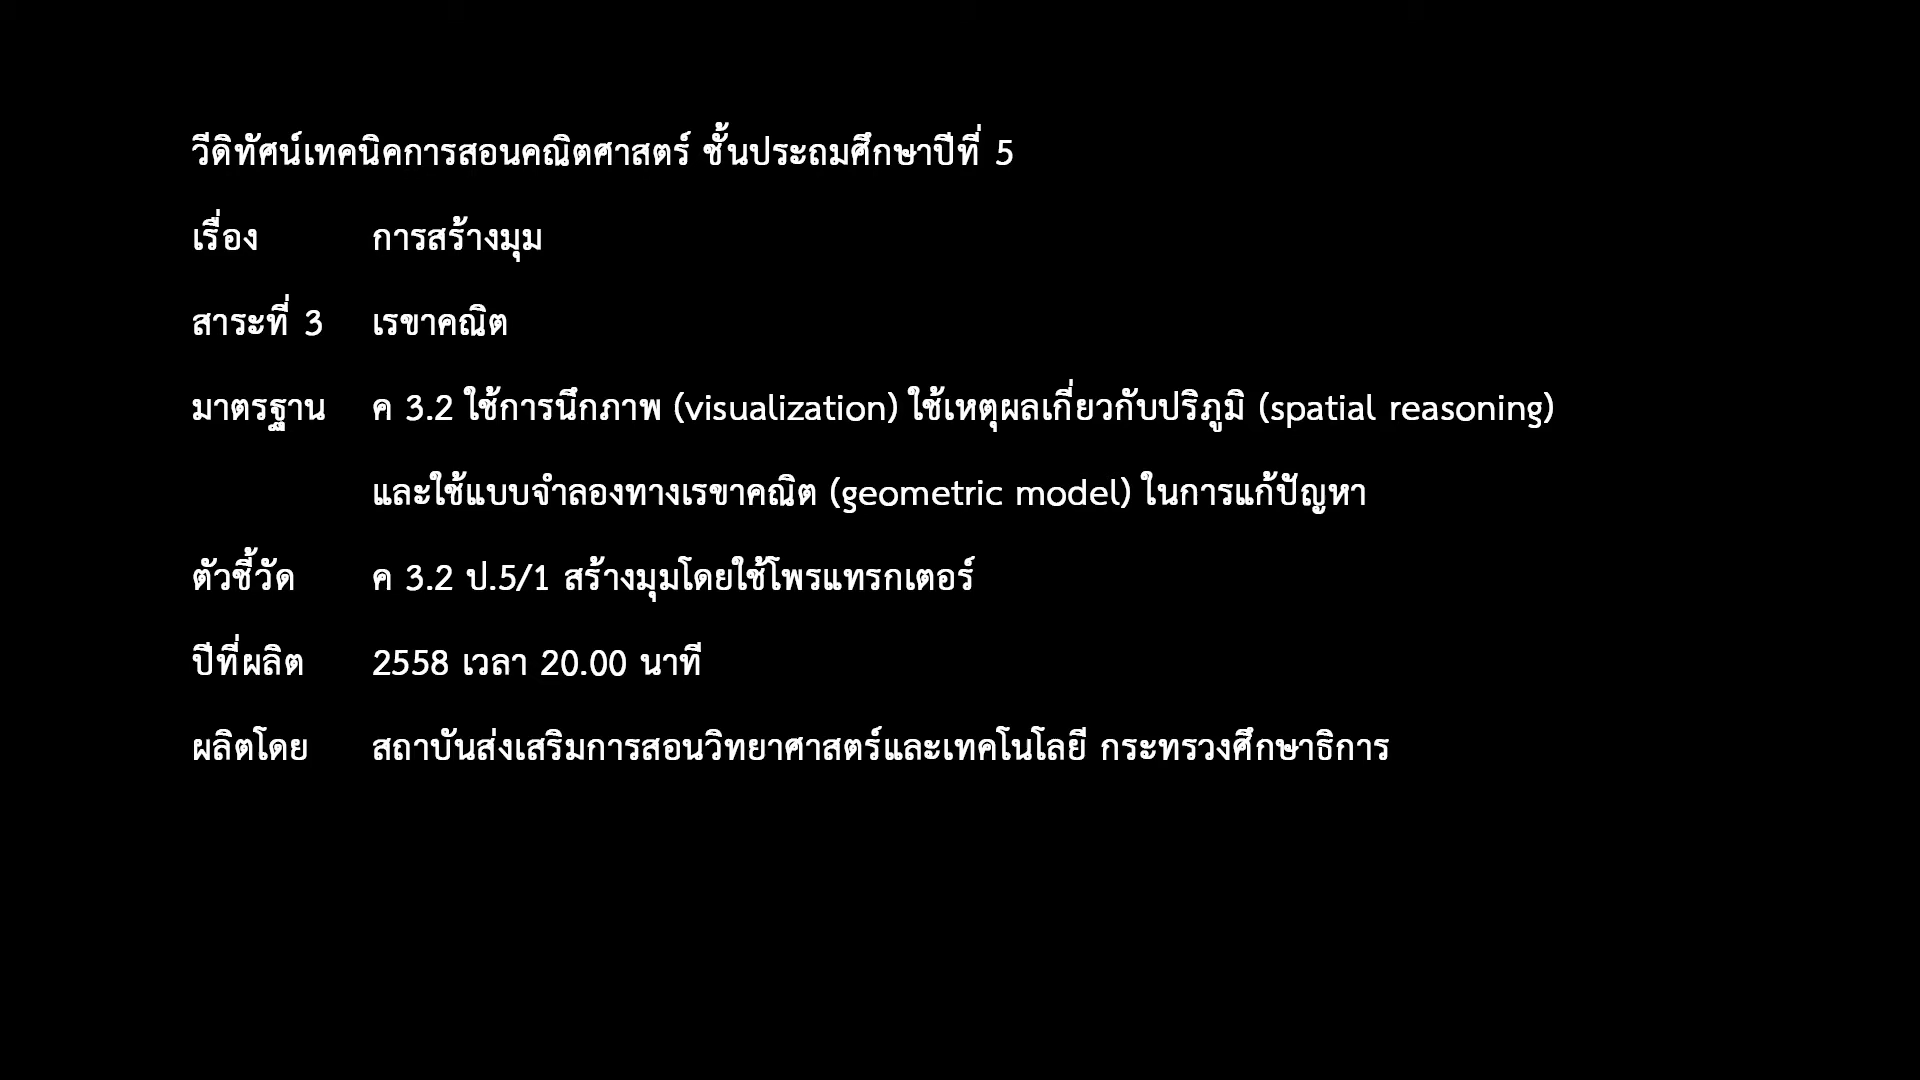 วีดิทัศน์เทคนิคการสอนคณิตศาสตร์ ชั้นประถมศึกษาปีที่ 5
เรื่อง การสร้างมุม
สาระที่ 3 เรขาคณิต
มาตรฐาน ค 3.2 ใช้การนึกภาพ (visualization) ใช้เหตุผลเกี่ยวกับปริภูมิ (spatial reasoning)
และใช้แบบจำลองทางเรขาคณิต (geometric model) ในการแก้ปัญหา
ตัวชี้วัด ค 3.2 ป.5/1 สร้างมุมโดยใช้โพรแทรกเตอร์
ปีที่ผลิต 2558 เวลา 20.00 นาที
ผลิตโดย สถาบันส่งเสริมการสอนวิทยาศาสตร์และเทคโนโลยี กระทรวงศึกษาธิการ